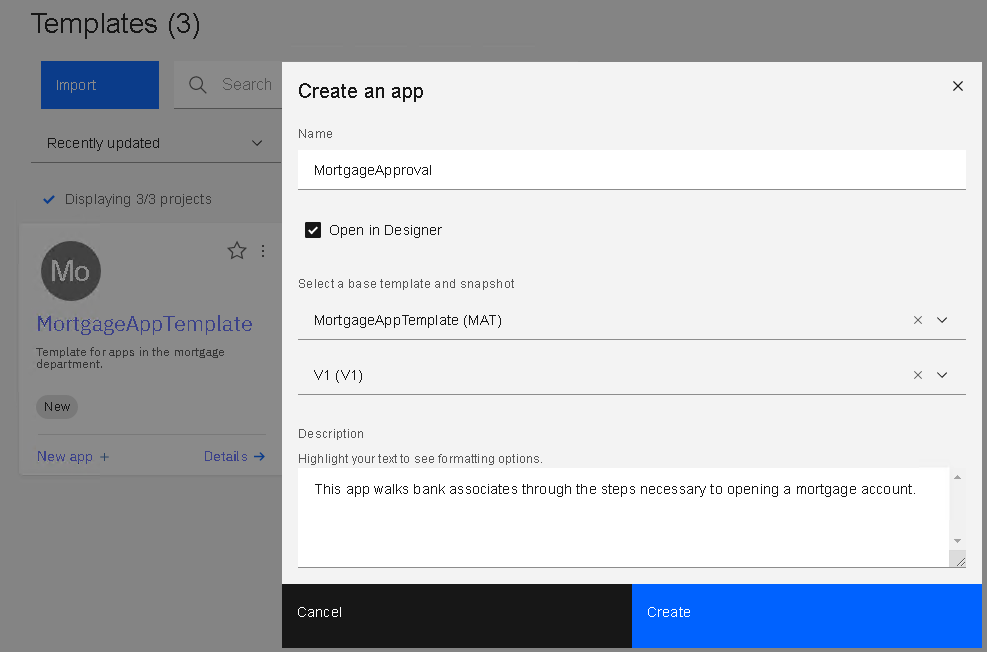 Templates (3)
Import
Search
Recently updated
Displaying 3/3 projects
Mo
MortgageAppTemplate
Template for apps in the mortgage
department.
New
New app +
Details
Create an app
Name
MortgageApproval
Open in Designer
Select a base template and snapshot
MortgageAppTemplate (MAT)
V1 (V1)
Description
Highlight your text to see formatting options.
This app walks bank associates through the steps necessary to opening a mortgage account.
Cancel
Create